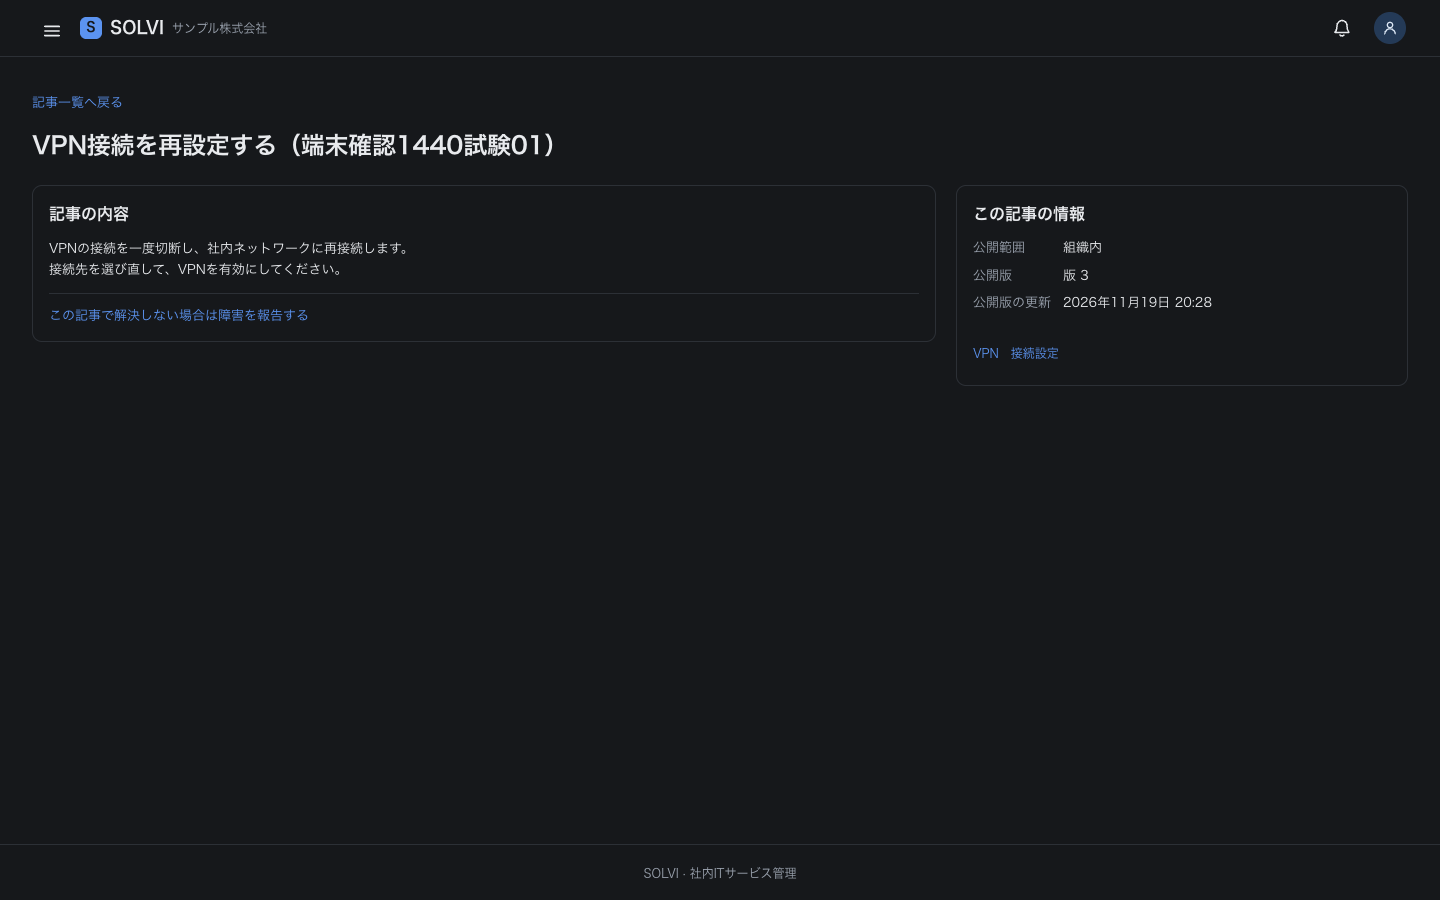 S SOLVI サンプル株式会社
記事一覧へ戻る
VPN接続を再設定する（端末確認1440試験01）
記事の内容
VPNの接続を一度切断し、社内ネットワークに再接続します。
接続先を選び直して、VPNを有効にしてください。
この記事で解決しない場合は障害を報告する
この記事の情報
公開範囲 組織内
公開版 版 3
公開版の更新 2026年11月19日 20:28
VPN 接続設定
SOLVI · 社内ITサービス管理